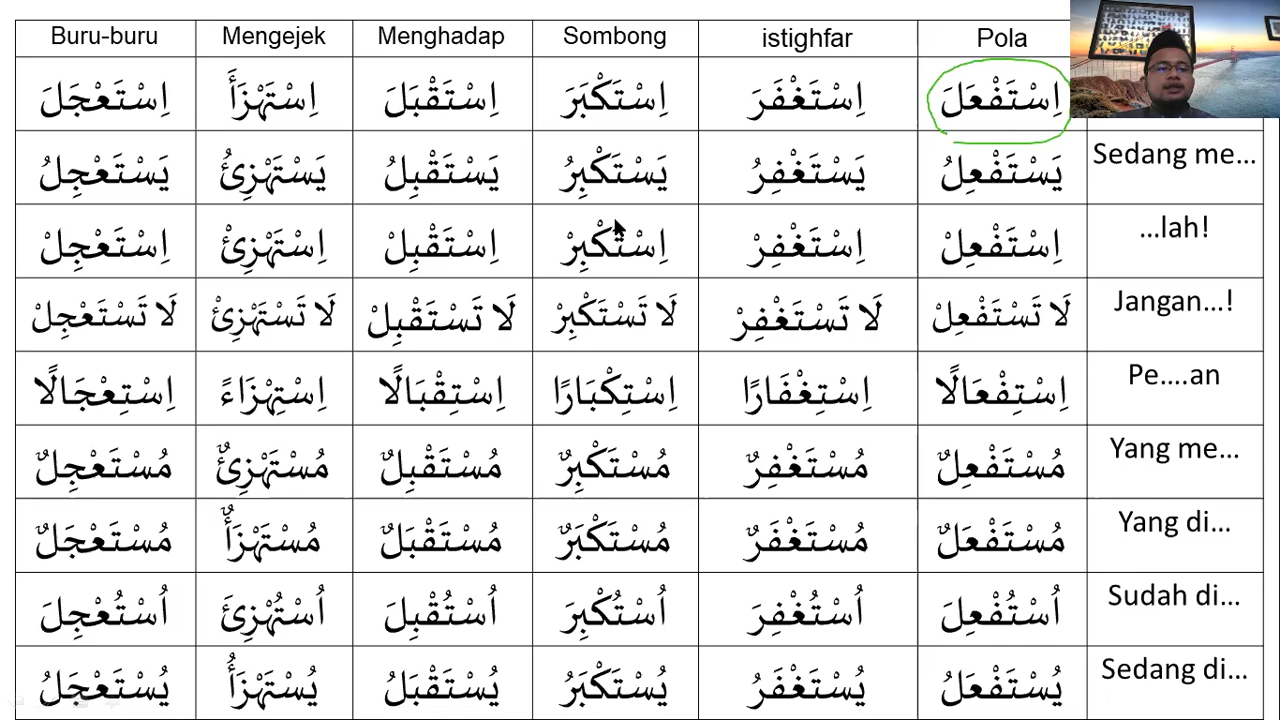 Buru-buru Mengejek Menghadap Sombong istighfar Pola
اِسْتَعْجَلَ اِسْتَهْزَأَ اِسْتَقْبَلَ اِسْتَكْبَرَ اِسْتَغْفَرَ اِسْتَفْعَلَ
يَسْتَعْجِلُ يَسْتَهْزِئُ يَسْتَقْبِلُ يَسْتَكْبِرُ يَسْتَغْفِرُ يَسْتَفْعِلُ Sedang me...
اِسْتَعْجِلْ اِسْتَهْزِئْ اِسْتَقْبِلْ اِسْتَكْبِرْ اِسْتَغْفِرْ اِسْتَفْعِلْ ...lah!
لَا تَسْتَعْجِلْ لَا تَسْتَهْزِئْ لَا تَسْتَقْبِلْ لَا تَسْتَكْبِرْ لَا تَسْتَغْفِرْ لَا تَسْتَفْعِلْ Jangan...!
اِسْتِعْجَالًا اِسْتِهْزَاءً اِسْتِقْبَالًا اِسْتِكْبَارًا اِسْتِغْفَارًا اِسْتِفْعَالًا Pe....an
مُسْتَعْجِلٌ مُسْتَهْزِئٌ مُسْتَقْبِلٌ مُسْتَكْبِرٌ مُسْتَغْفِرٌ مُسْتَفْعِلٌ Yang me...
مُسْتَعْجَلٌ مُسْتَهْزَأٌ مُسْتَقْبَلٌ مُسْتَكْبَرٌ مُسْتَغْفَرٌ مُسْتَفْعَلٌ Yang di...
اُسْتُعْجِلَ اُسْتُهْزِئَ اُسْتُقْبِلَ اُسْتُكْبِرَ اُسْتُغْفِرَ اُسْتُفْعِلَ Sudah di...
يُسْتَعْجَلُ يُسْتَهْزَأُ يُسْتَقْبَلُ يُسْتَكْبَرُ يُسْتَغْفَرُ يُسْتَفْعَلُ Sedang di...